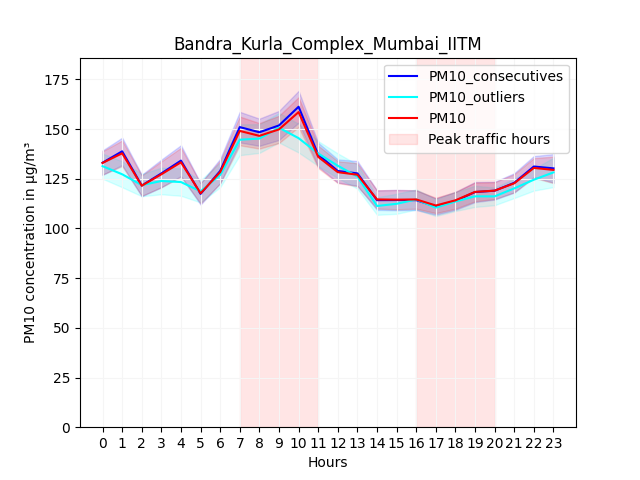 Bandra_Kurla_Complex_Mumbai_IITM
PM10_consecutives
PM10_outliers
PM10
Peak traffic hours
PM10 concentration in µg/m³
175
150
125
100
75
50
25
0
0 1 2 3 4 5 6 7 8 9 10 11 12 13 14 15 16 17 18 19 20 21 22 23
Hours